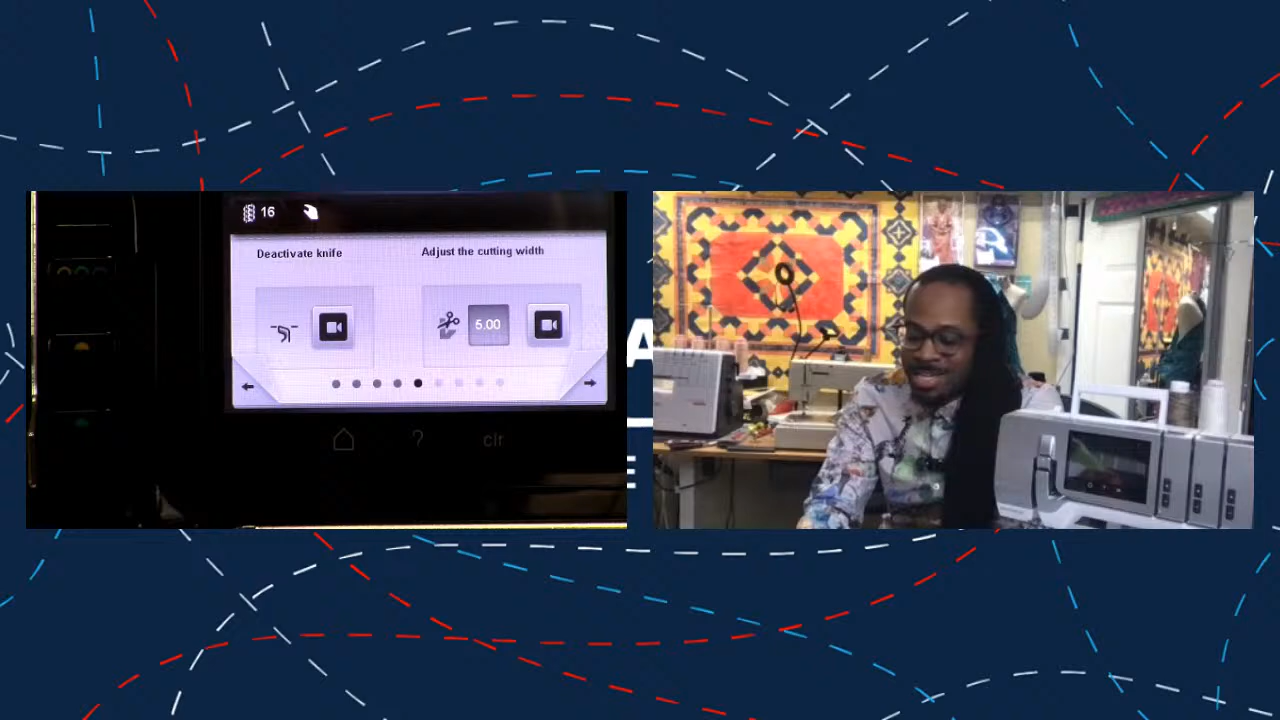 16
Deactivate knife
Adjust the cutting width
5.00
A
E
? clr